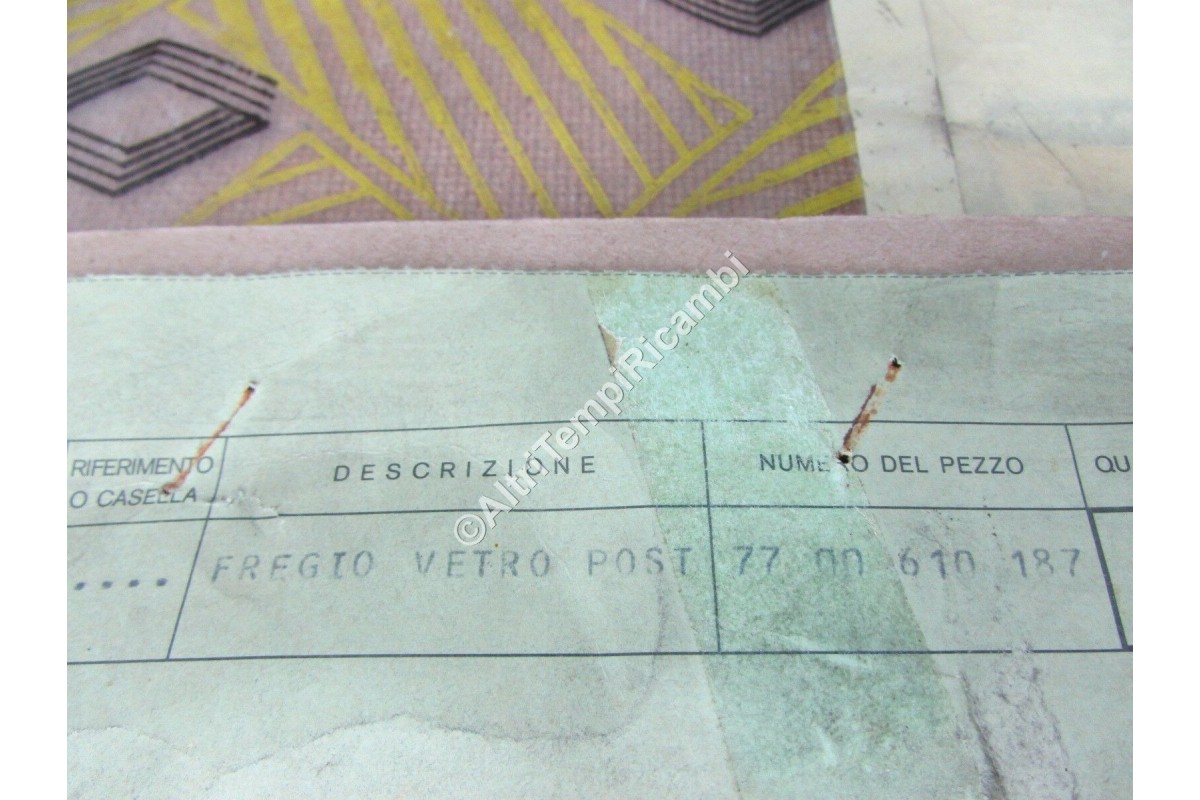 RIFERIMENTO
O CASELLA
DESCRIZIONE
NUMERO DEL PEZZO
QU
.... FREGIO VETRO POST 77 00 610 187
©AltriTempiRicambi